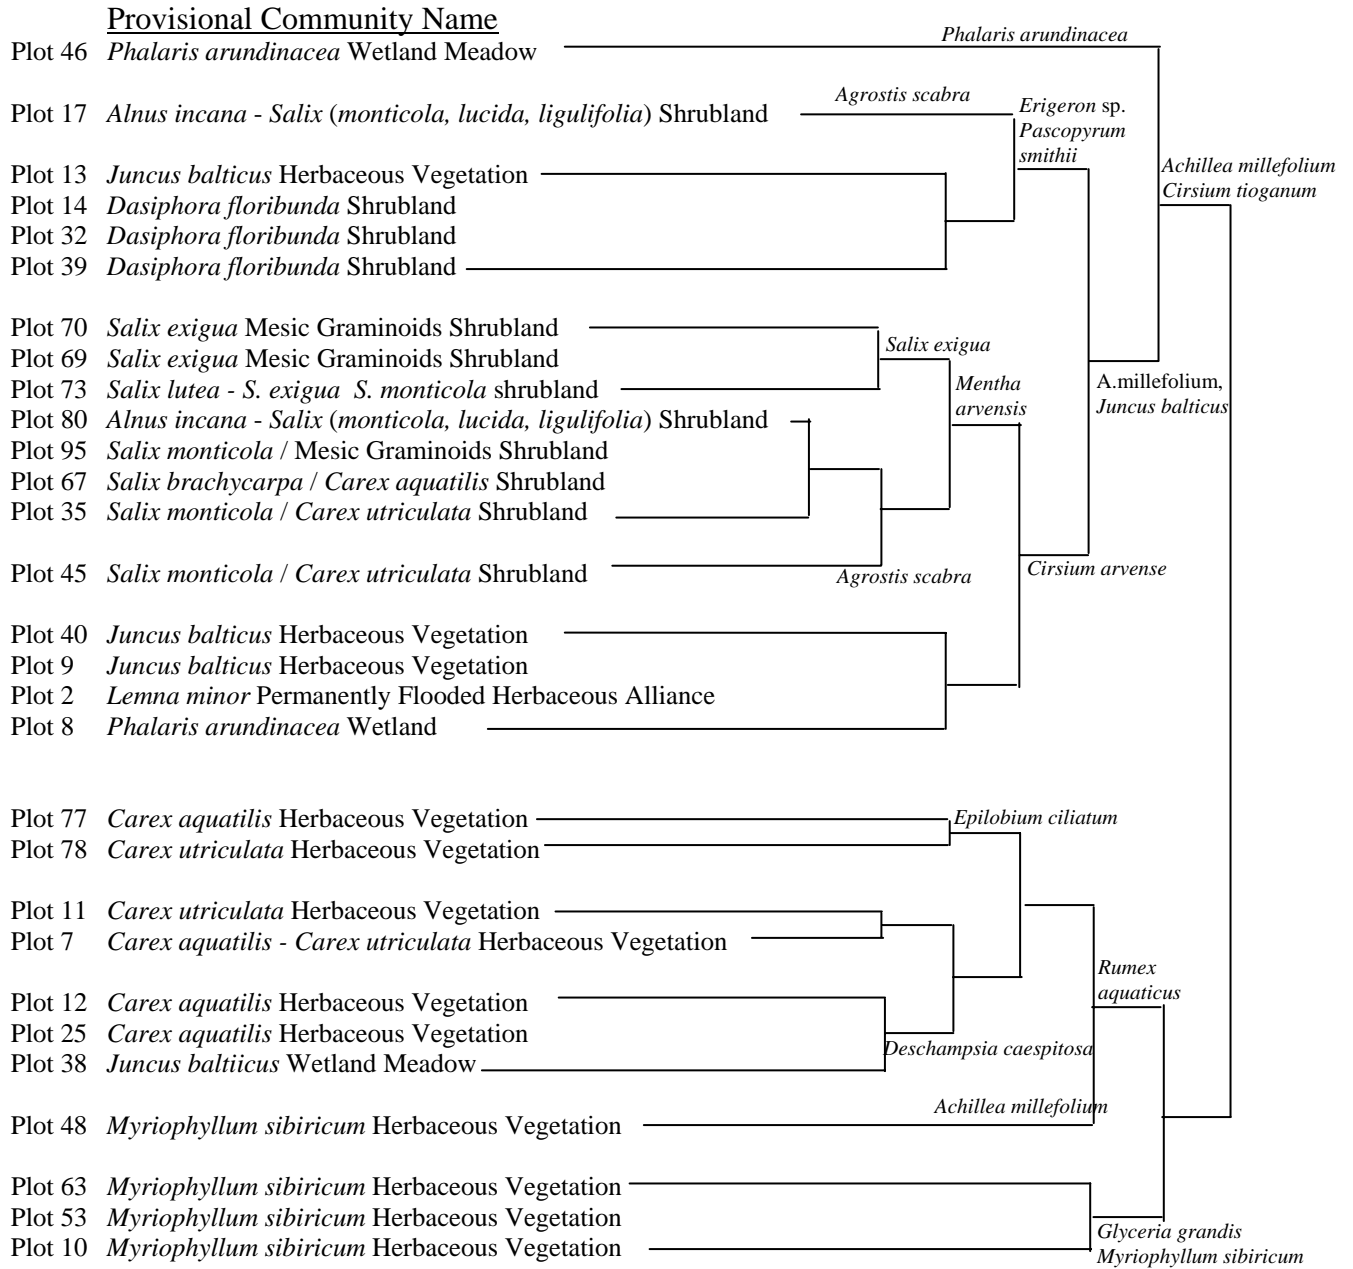 Provisional Community Name
Phalaris arundinacea
Plot 46 Phalaris arundinacea Wetland Meadow
Agrostis scabra
Erigeron sp.
Pascopyrum
smithii
Plot 17 Alnus incana - Salix (monticola, lucida, ligulifolia) Shrubland
Achillea millefolium
Cirsium tioganum
Plot 13 Juncus balticus Herbaceous Vegetation
Plot 14 Dasiphora floribunda Shrubland
Plot 32 Dasiphora floribunda Shrubland
Plot 39 Dasiphora floribunda Shrubland
Plot 70 Salix exigua Mesic Graminoids Shrubland
Salix exigua
Plot 69 Salix exigua Mesic Graminoids Shrubland
Mentha
arvensis
A.millefolium,
Juncus balticus
Plot 73 Salix lutea - S. exigua S. monticola shrubland
Plot 80 Alnus incana - Salix (monticola, lucida, ligulifolia) Shrubland
Plot 95 Salix monticola / Mesic Graminoids Shrubland
Plot 67 Salix brachycarpa / Carex aquatilis Shrubland
Plot 35 Salix monticola / Carex utriculata Shrubland
Cirsium arvense
Plot 45 Salix monticola / Carex utriculata Shrubland
Agrostis scabra
Plot 40 Juncus balticus Herbaceous Vegetation
Plot 9 Juncus balticus Herbaceous Vegetation
Plot 2 Lemna minor Permanently Flooded Herbaceous Alliance
Plot 8 Phalaris arundinacea Wetland
Plot 77 Carex aquatilis Herbaceous Vegetation
Epilobium ciliatum
Plot 78 Carex utriculata Herbaceous Vegetation
Plot 11 Carex utriculata Herbaceous Vegetation
Plot 7 Carex aquatilis - Carex utriculata Herbaceous Vegetation
Rumex
aquaticus
Plot 12 Carex aquatilis Herbaceous Vegetation
Plot 25 Carex aquatilis Herbaceous Vegetation
Deschampsia caespitosa
Plot 38 Juncus baltiicus Wetland Meadow
Achillea millefolium
Plot 48 Myriophyllum sibiricum Herbaceous Vegetation
Plot 63 Myriophyllum sibiricum Herbaceous Vegetation
Plot 53 Myriophyllum sibiricum Herbaceous Vegetation
Glyceria grandis
Myriophyllum sibiricum
Plot 10 Myriophyllum sibiricum Herbaceous Vegetation